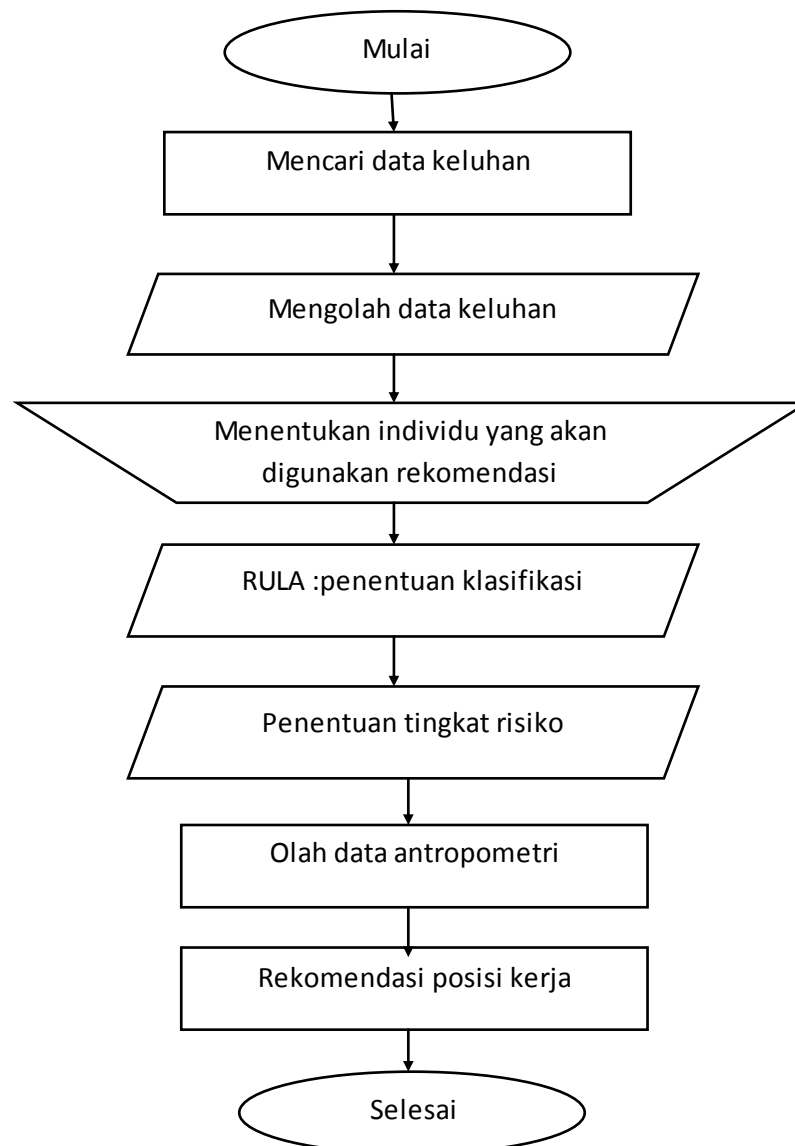 Mulai
Mencari data keluhan
Mengolah data keluhan
Menentukan individu yang akan
digunakan rekomendasi
RULA :penentuan klasifikasi
Penentuan tingkat risiko
Olah data antropometri
Rekomendasi posisi kerja
Selesai